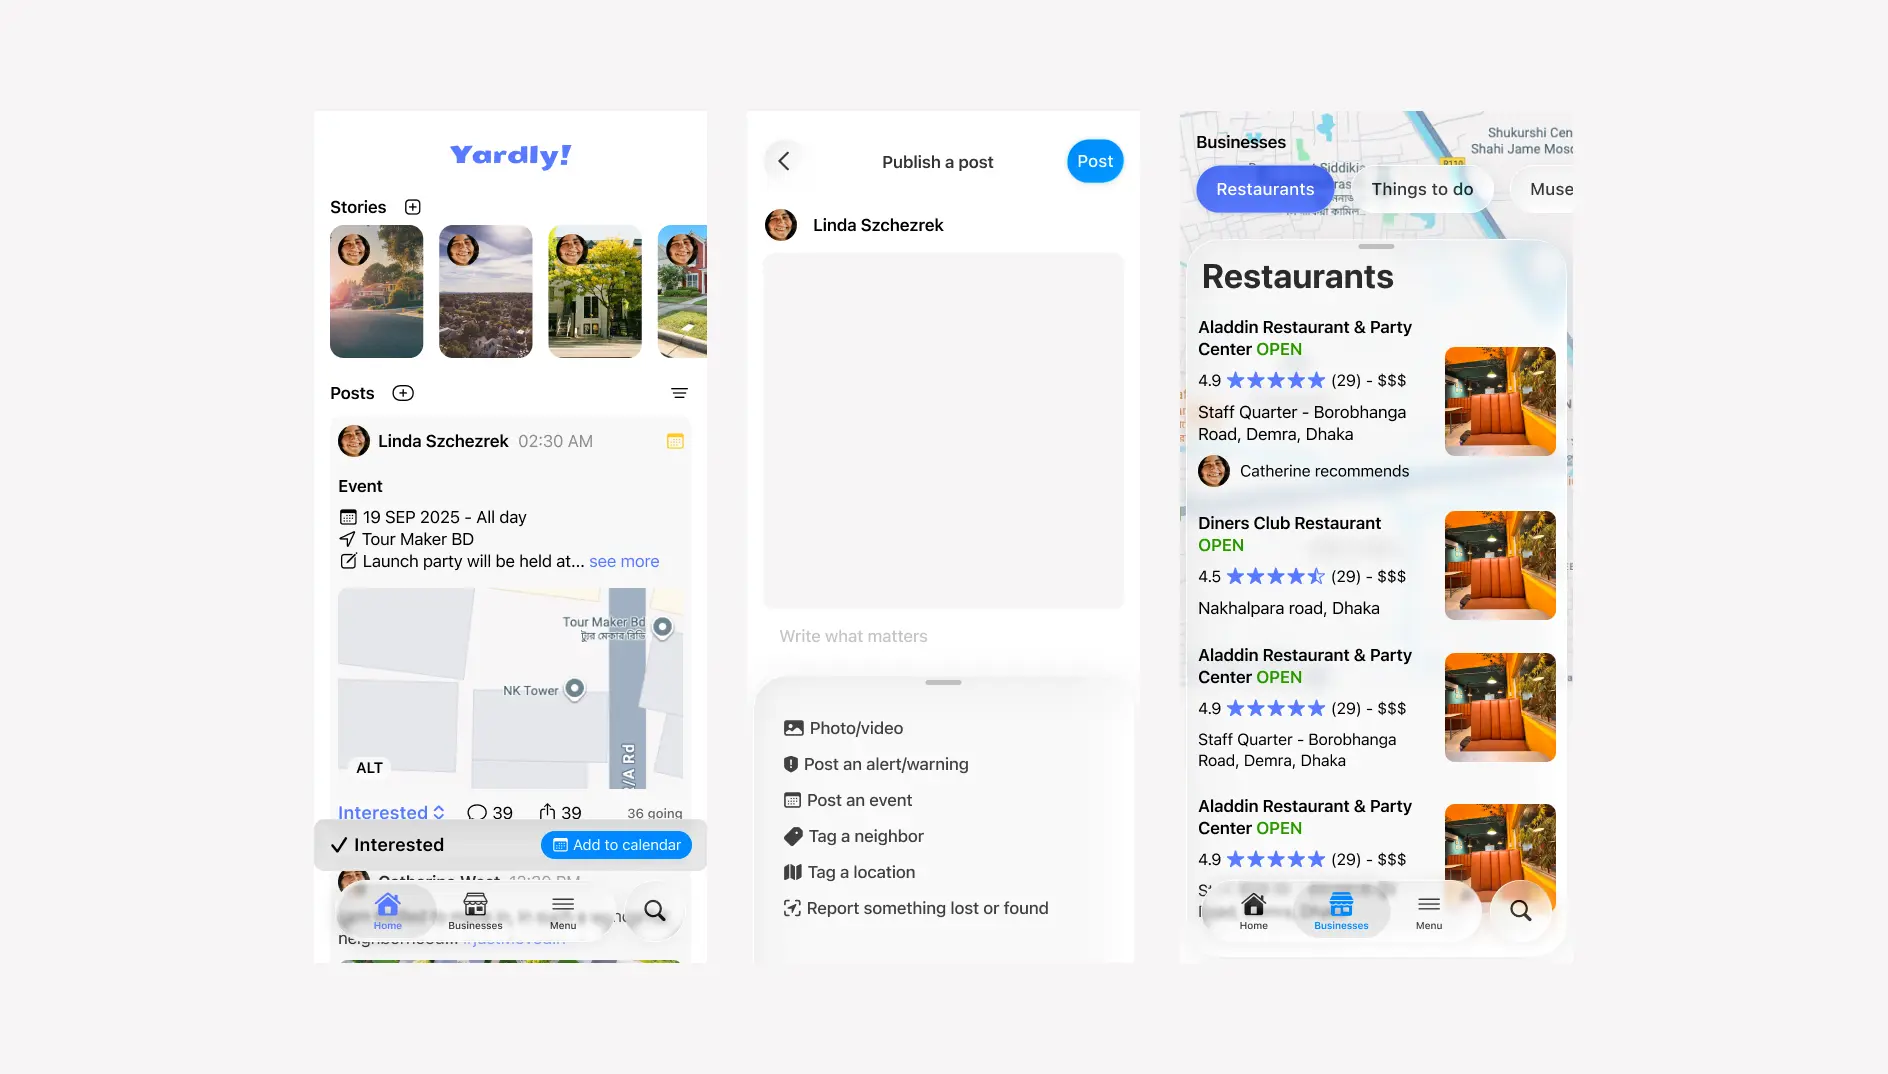 Yardly!
Stories
Posts
Linda Szchezrek 02:30 AM
Event
19 SEP 2025 - All day
Tour Maker BD
Launch party will be held at... see more
Tour Maker Bd
ট্যুর মেকার বিডি
NK Tower
/A Rd
ALT
Interested 39 39 36 going
Interested Add to calendar
Catherine West 12:30 PM
neighborhood... #justMovedIn
Home Businesses Menu
Publish a post Post
Linda Szchezrek
Write what matters
Photo/video
Post an alert/warning
Post an event
Tag a neighbor
Tag a location
Report something lost or found
Shukurshi Cen
Shahi Jame Mosq
R110
Siddikia
Businesses
Restaurants Things to do Muse
Restaurants
Aladdin Restaurant & Party
Center OPEN
4.9 (29) - $$$
Staff Quarter - Borobhanga
Road, Demra, Dhaka
Catherine recommends
Diners Club Restaurant
OPEN
4.5 (29) - $$$
Nakhalpara road, Dhaka
Aladdin Restaurant & Party
Center OPEN
4.9 (29) - $$$
Staff Quarter - Borobhanga
Road, Demra, Dhaka
Aladdin Restaurant & Party
Center OPEN
4.9 (29) - $$$
Home Businesses Menu